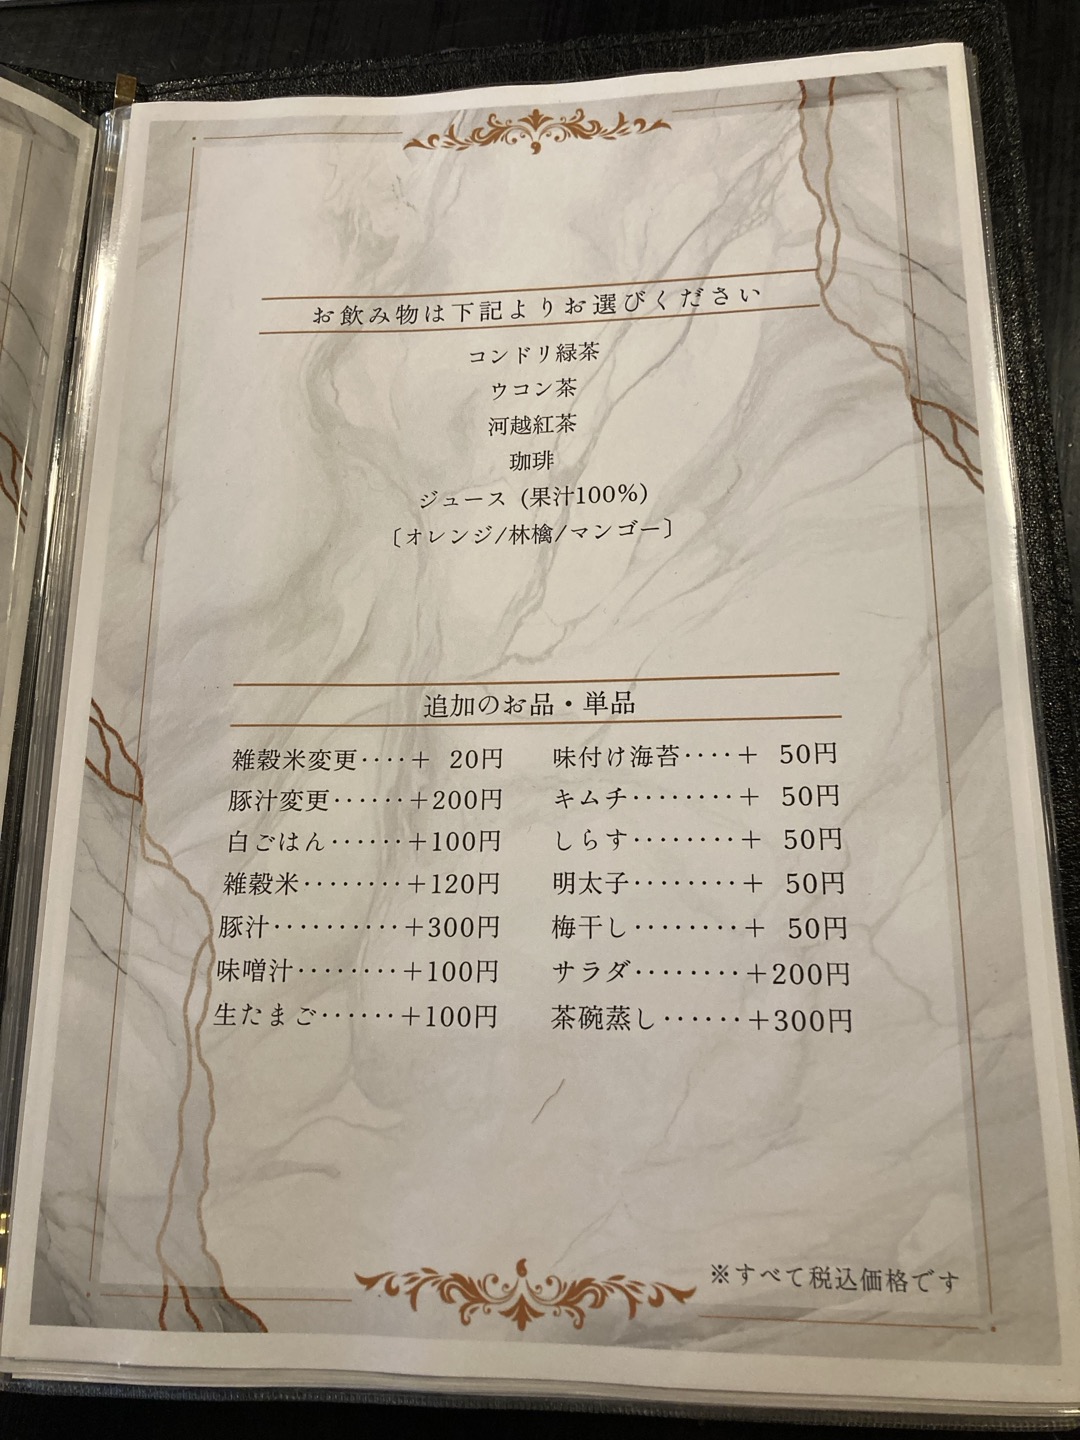 お飲み物は下記よりお選びください
コンドリ緑茶
ウコン茶
河越紅茶
珈琲
ジュース (果汁100%)
〔オレンジ/林檎/マンゴー〕
追加のお品・単品
雑穀米変更････＋ 20円
豚汁変更･･････＋200円
白ごはん･･････＋100円
雑穀米････････＋120円
豚汁･･････････＋300円
味噌汁････････＋100円
生たまご･･････＋100円
味付け海苔････＋ 50円
キムチ････････＋ 50円
しらす････････＋ 50円
明太子････････＋ 50円
梅干し････････＋ 50円
サラダ････････＋200円
茶碗蒸し･･････＋300円
※すべて税込価格です